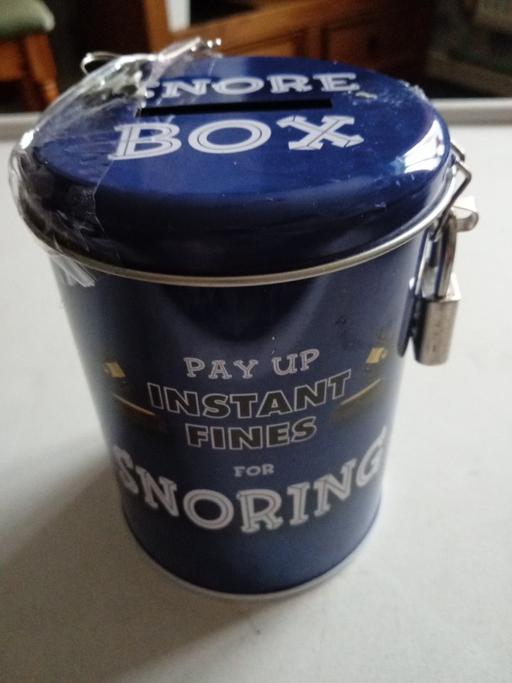 SNORE
BOX
PAY UP
INSTANT
FINES
FOR
SNORING